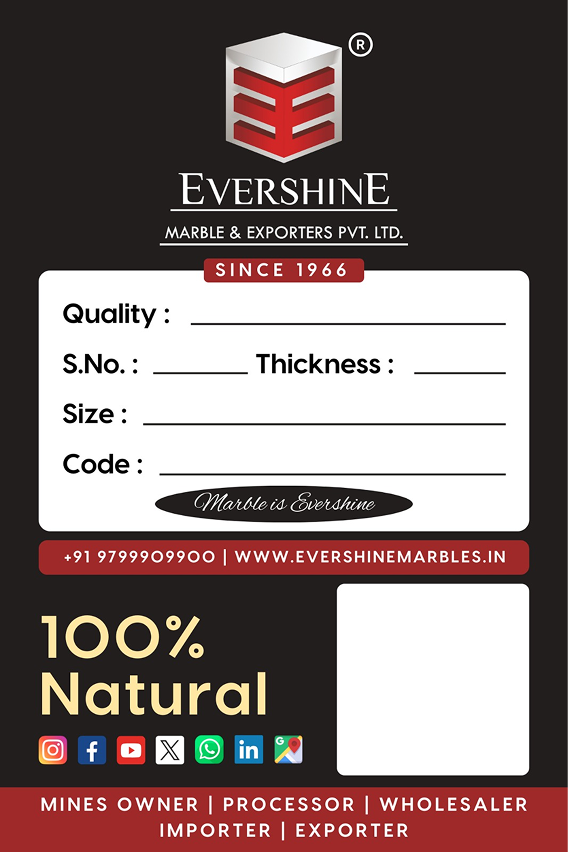 ®
EVERSHINE
MARBLE & EXPORTERS PVT. LTD.
SINCE 1966
Quality :
S.No. : Thickness :
Size :
Code :
Marble is Evershine
+91 9799909900 | WWW.EVERSHINEMARBLES.IN
100%
Natural
MINES OWNER | PROCESSOR | WHOLESALER
IMPORTER | EXPORTER